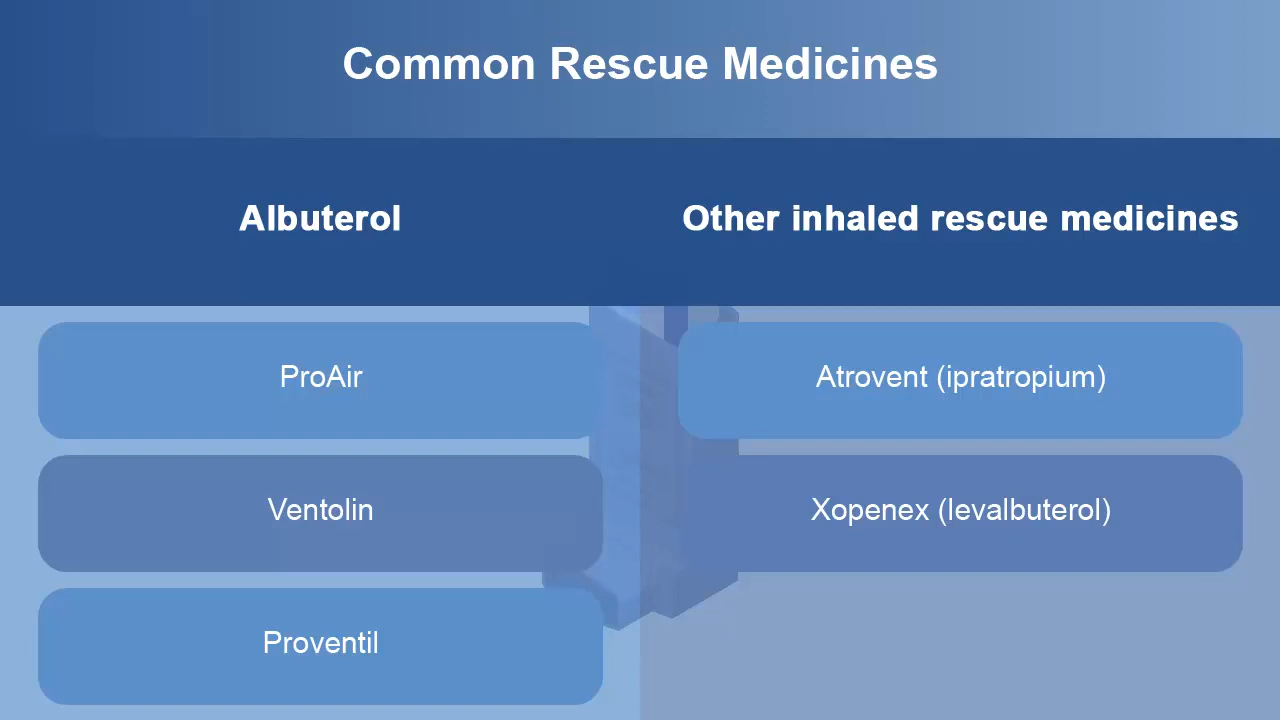 Common Rescue Medicines
Albuterol
Other inhaled rescue medicines
ProAir
Atrovent (ipratropium)
Ventolin
Xopenex (levalbuterol)
Proventil